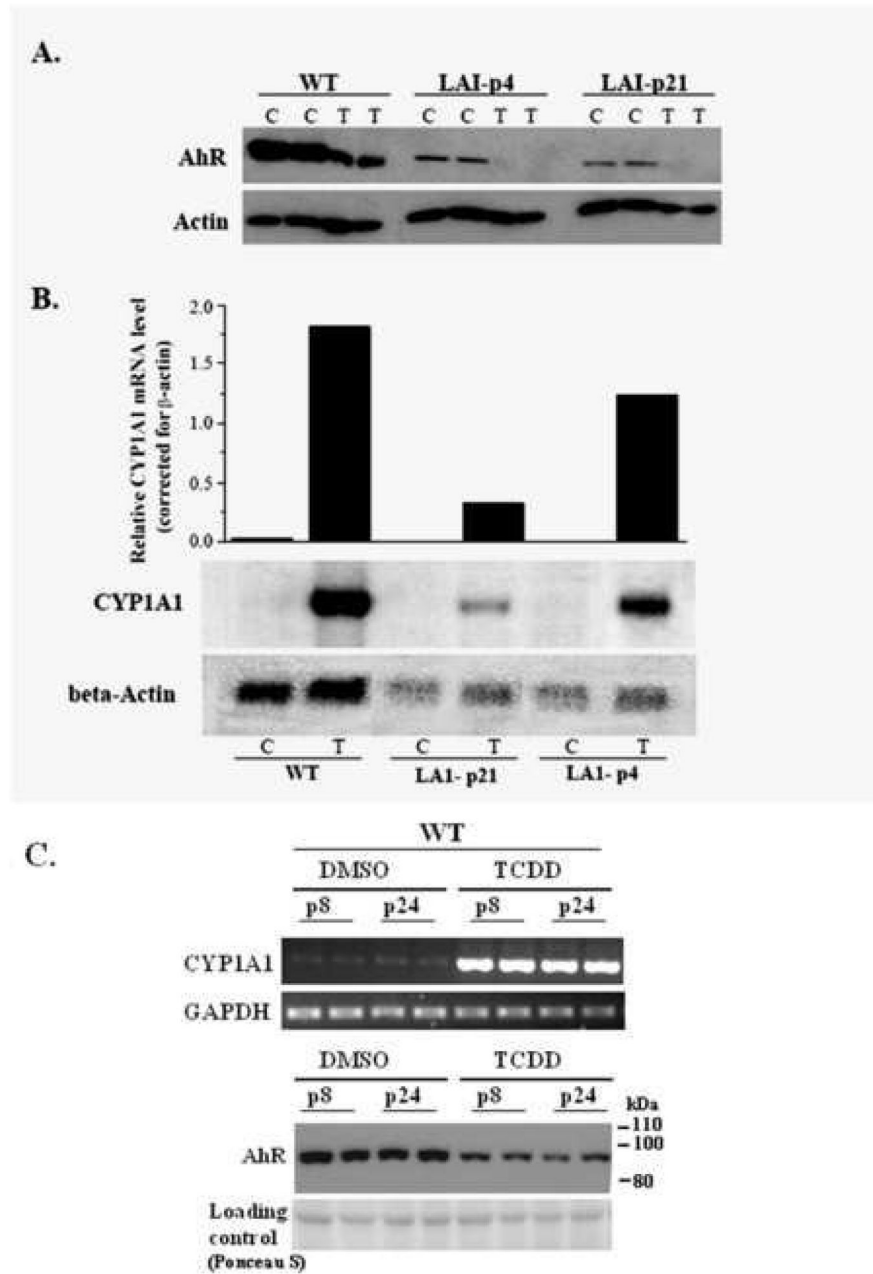 A.
WT LAI-p4 LAI-p21
C C T T C C T T C C T T
AhR
Actin
B.
Relative CYP1A1 mRNA level
(corrected for β-actin)
2.0
1.5
1.0
0.5
0.0
CYP1A1
beta-Actin
C T C T C T
WT LA1- p21 LA1- p4
C.
WT
DMSO TCDD
p8 p24 p8 p24
CYP1A1
GAPDH
DMSO TCDD
p8 p24 p8 p24
kDa
110
100
AhR
80
Loading
control
(Ponceau S)